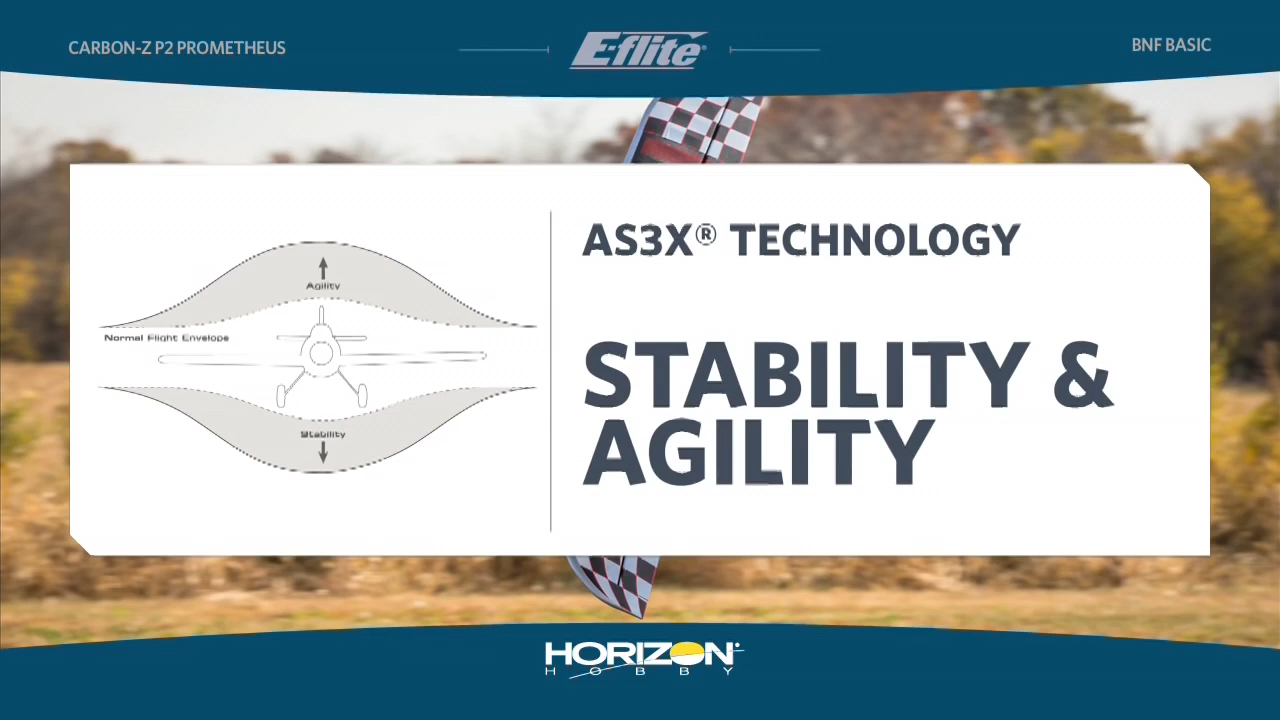 CARBON-Z P2 PROMETHEUS
E-flite®
BNF BASIC
AS3X® TECHNOLOGY
STABILITY &
AGILITY
Agility
Normal Flight Envelope
Stability
HORIZON
HOBBY